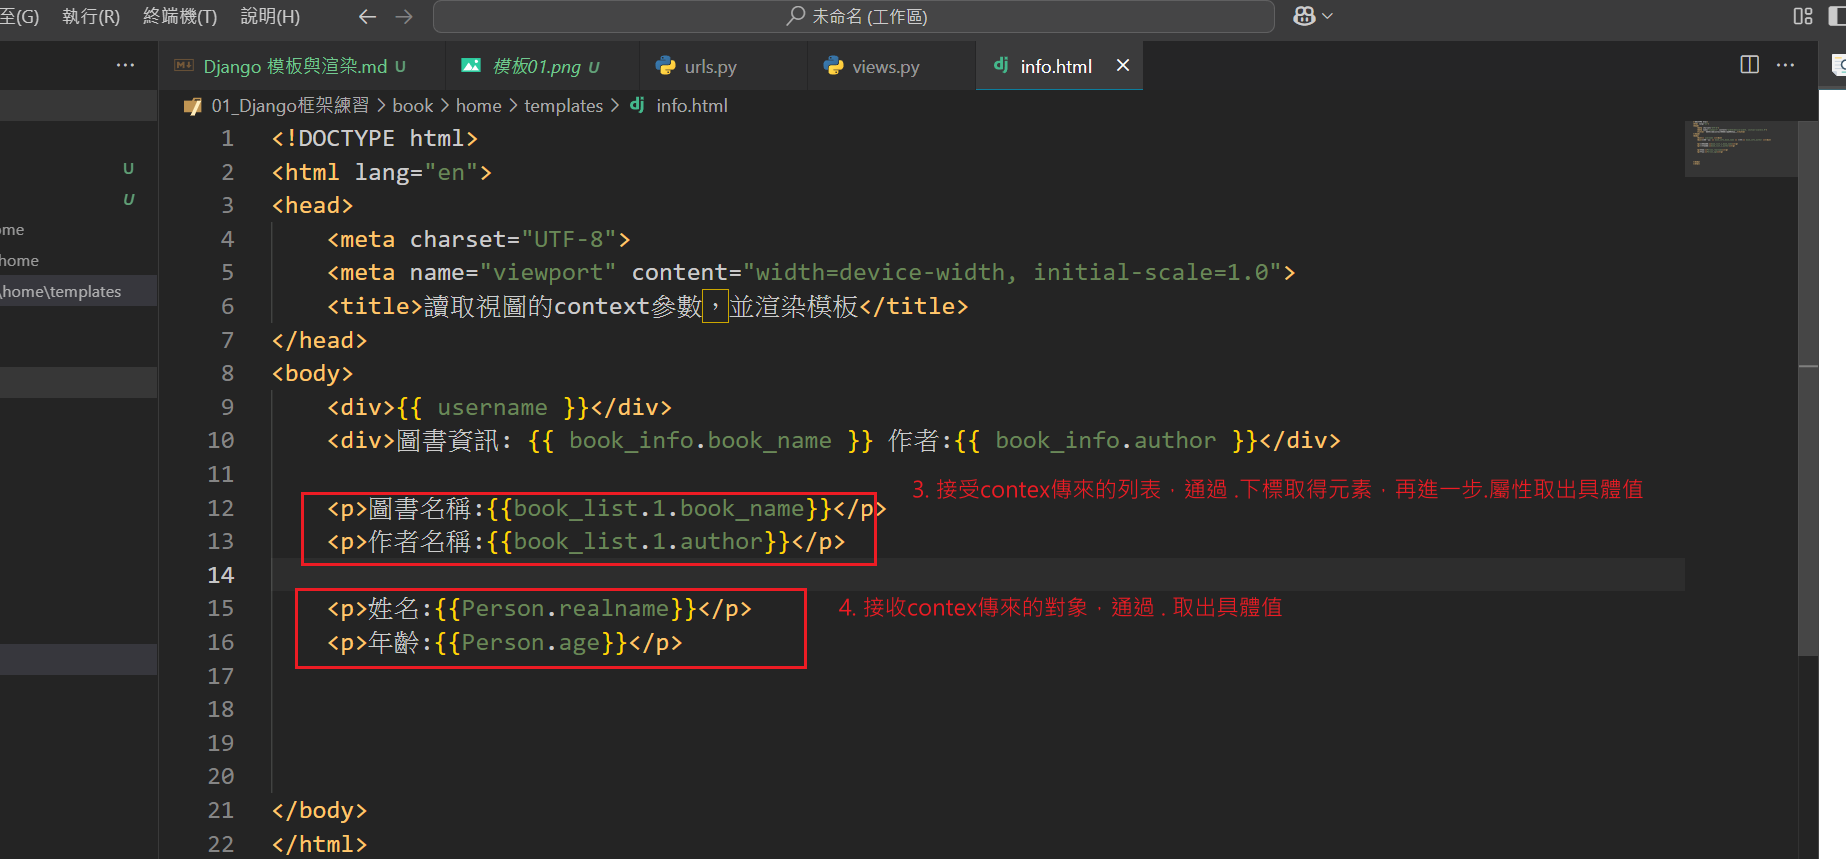 至(G) 執行(R) 終端機(T) 說明(H) 未命名 (工作區)
Django 模板與渲染.md U 模板01.png U urls.py views.py info.html
01_Django框架練習 > book > home > templates > info.html
U
U
ome
home
\home\templates
1 <!DOCTYPE html>
2 <html lang="en">
3 <head>
4 <meta charset="UTF-8">
5 <meta name="viewport" content="width=device-width, initial-scale=1.0">
6 <title>讀取視圖的context參數，並渲染模板</title>
7 </head>
8 <body>
9 <div>{{ username }}</div>
10 <div>圖書資訊: {{ book_info.book_name }} 作者:{{ book_info.author }}</div>
11
3. 接受contex傳來的列表，通過 .下標取得元素，再進一步.屬性取出具體值
12 <p>圖書名稱:{{book_list.1.book_name}}</p>
13 <p>作者名稱:{{book_list.1.author}}</p>
14
15 <p>姓名:{{Person.realname}}</p> 4. 接收contex傳來的對象，通過 . 取出具體值
16 <p>年齡:{{Person.age}}</p>
17
18
19
20
21 </body>
22 </html>